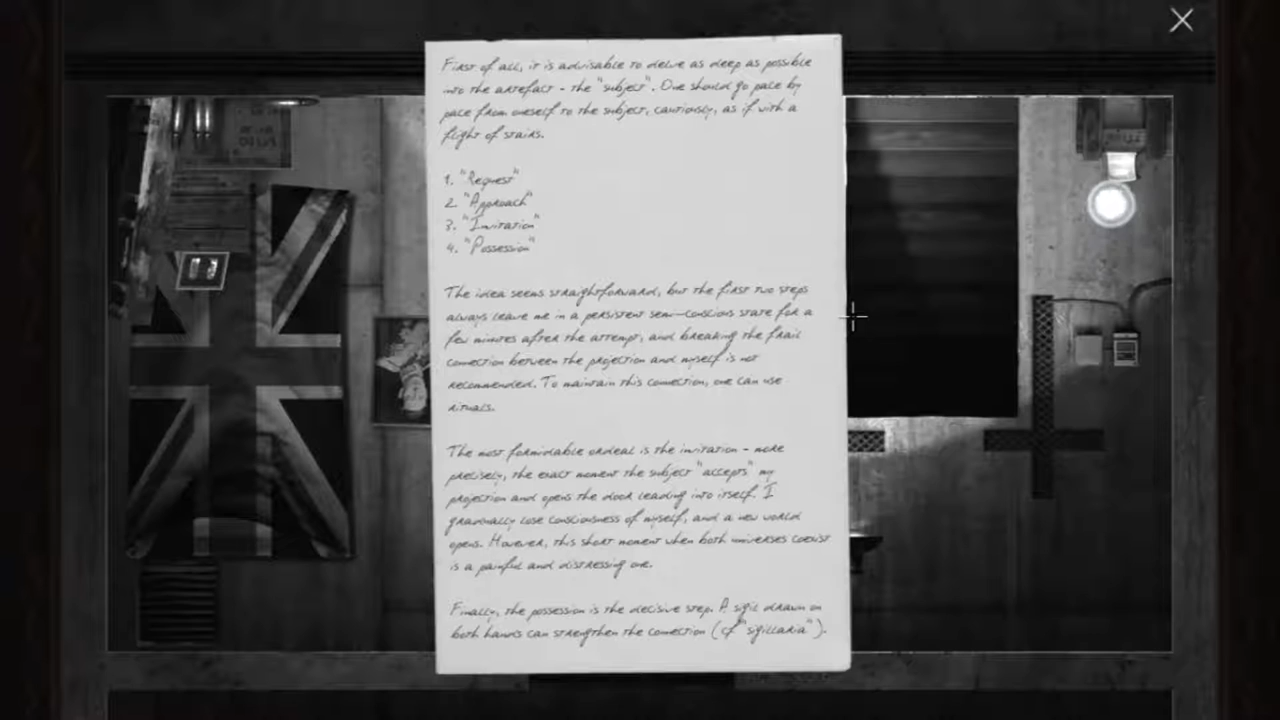 First of all, it is advisable to delve as deep as possible
into the artefact - the "subject". One should go pace by
pace from oneself to the subject, cautiously, as if with a
flight of stairs.
1. "Request"
2. "Approach"
3. "Invitation"
4. "Possession"
The idea seems straightforward, but the first two steps
always leave me in a persistent semi-conscious state for a
few minutes after the attempt, and breaking the frail
connection between the projection and myself is not
recommended. To maintain this connection, one can use
rituals.
The most formidable ordeal is the invitation - more
precisely, the exact moment the subject "accepts" my
projection and opens the door leading into itself. I
gradually lose consciousness of myself, and a new world
opens. However, this short moment when both universes coexist
is a painful and distressing one.
Finally, the possession is the decisive step. A sigil drawn on
both hands can strengthen the connection (cf "sigillaria").